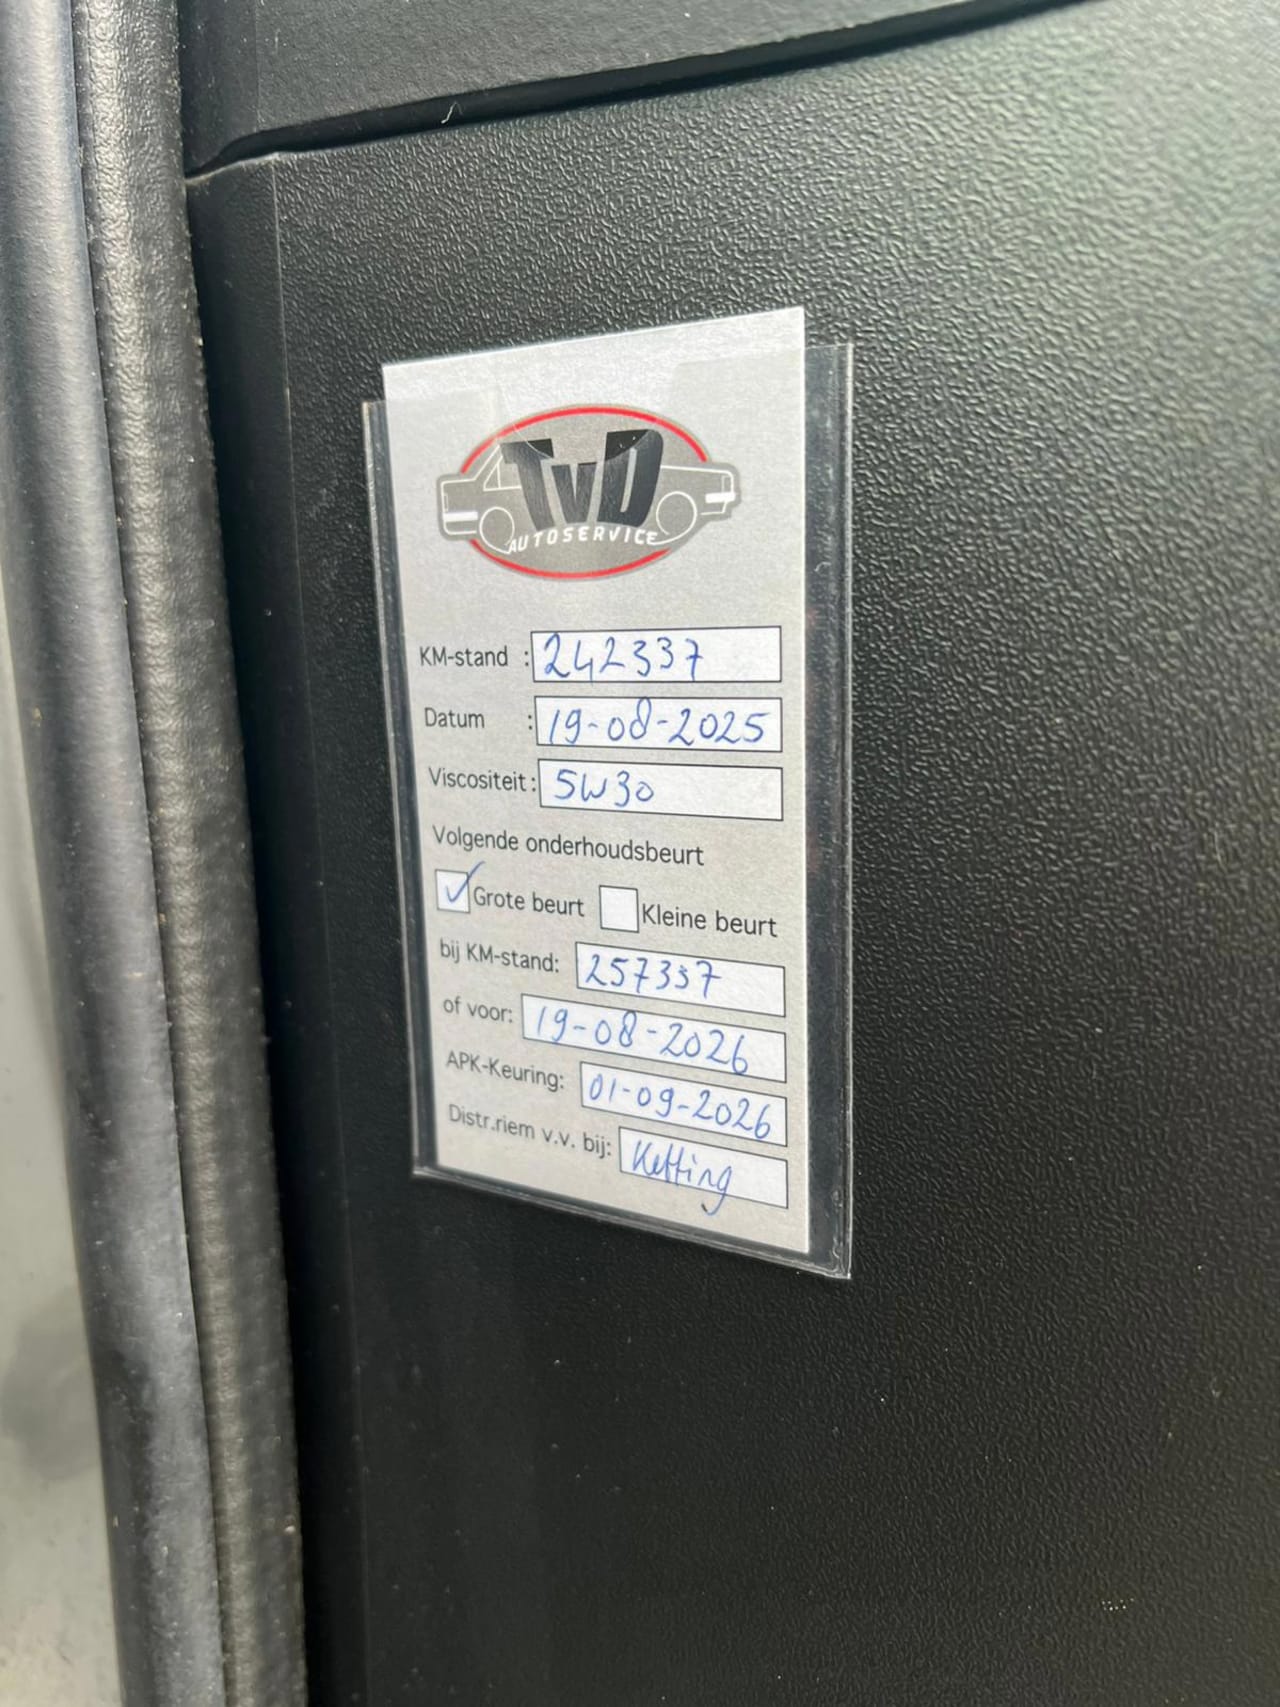 TvD
AUTOSERVICE
KM-stand : 242337
Datum : 19-08-2025
Viscositeit: 5W30
Volgende onderhoudsbeurt
Grote beurt Kleine beurt
bij KM-stand: 257337
of voor: 19-08-2026
APK-Keuring: 01-09-2026
Distr.riem v.v. bij: Ketting